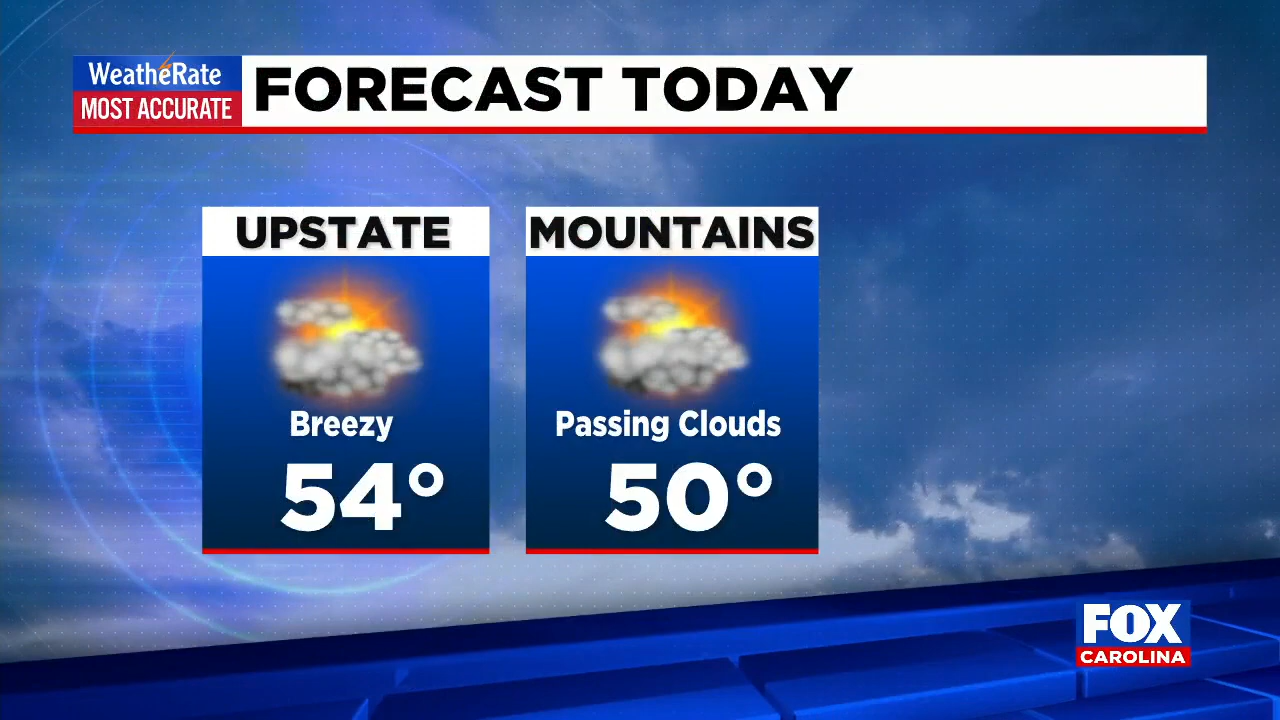 WeatheRate
MOST ACCURATE
FORECAST TODAY
UPSTATE
Breezy
54°
MOUNTAINS
Passing Clouds
50°
FOX
CAROLINA